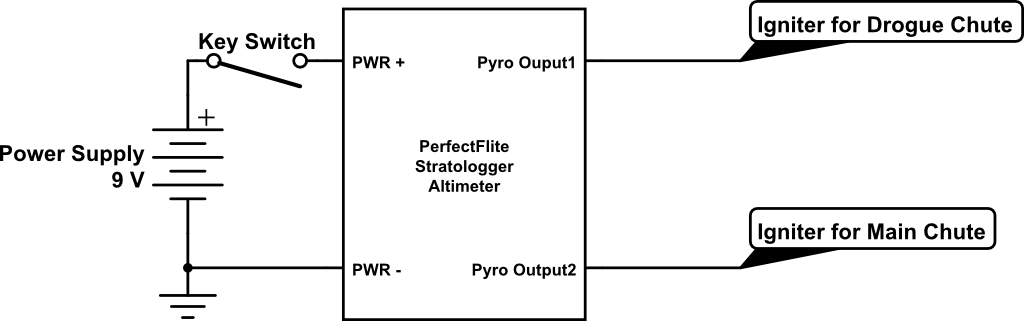 Igniter for Drogue Chute
Key Switch
PWR +
Pyro Ouput1
+
PerfectFlite
Stratologger
Altimeter
Power Supply
9 V
Igniter for Main Chute
PWR -
Pyro Output2